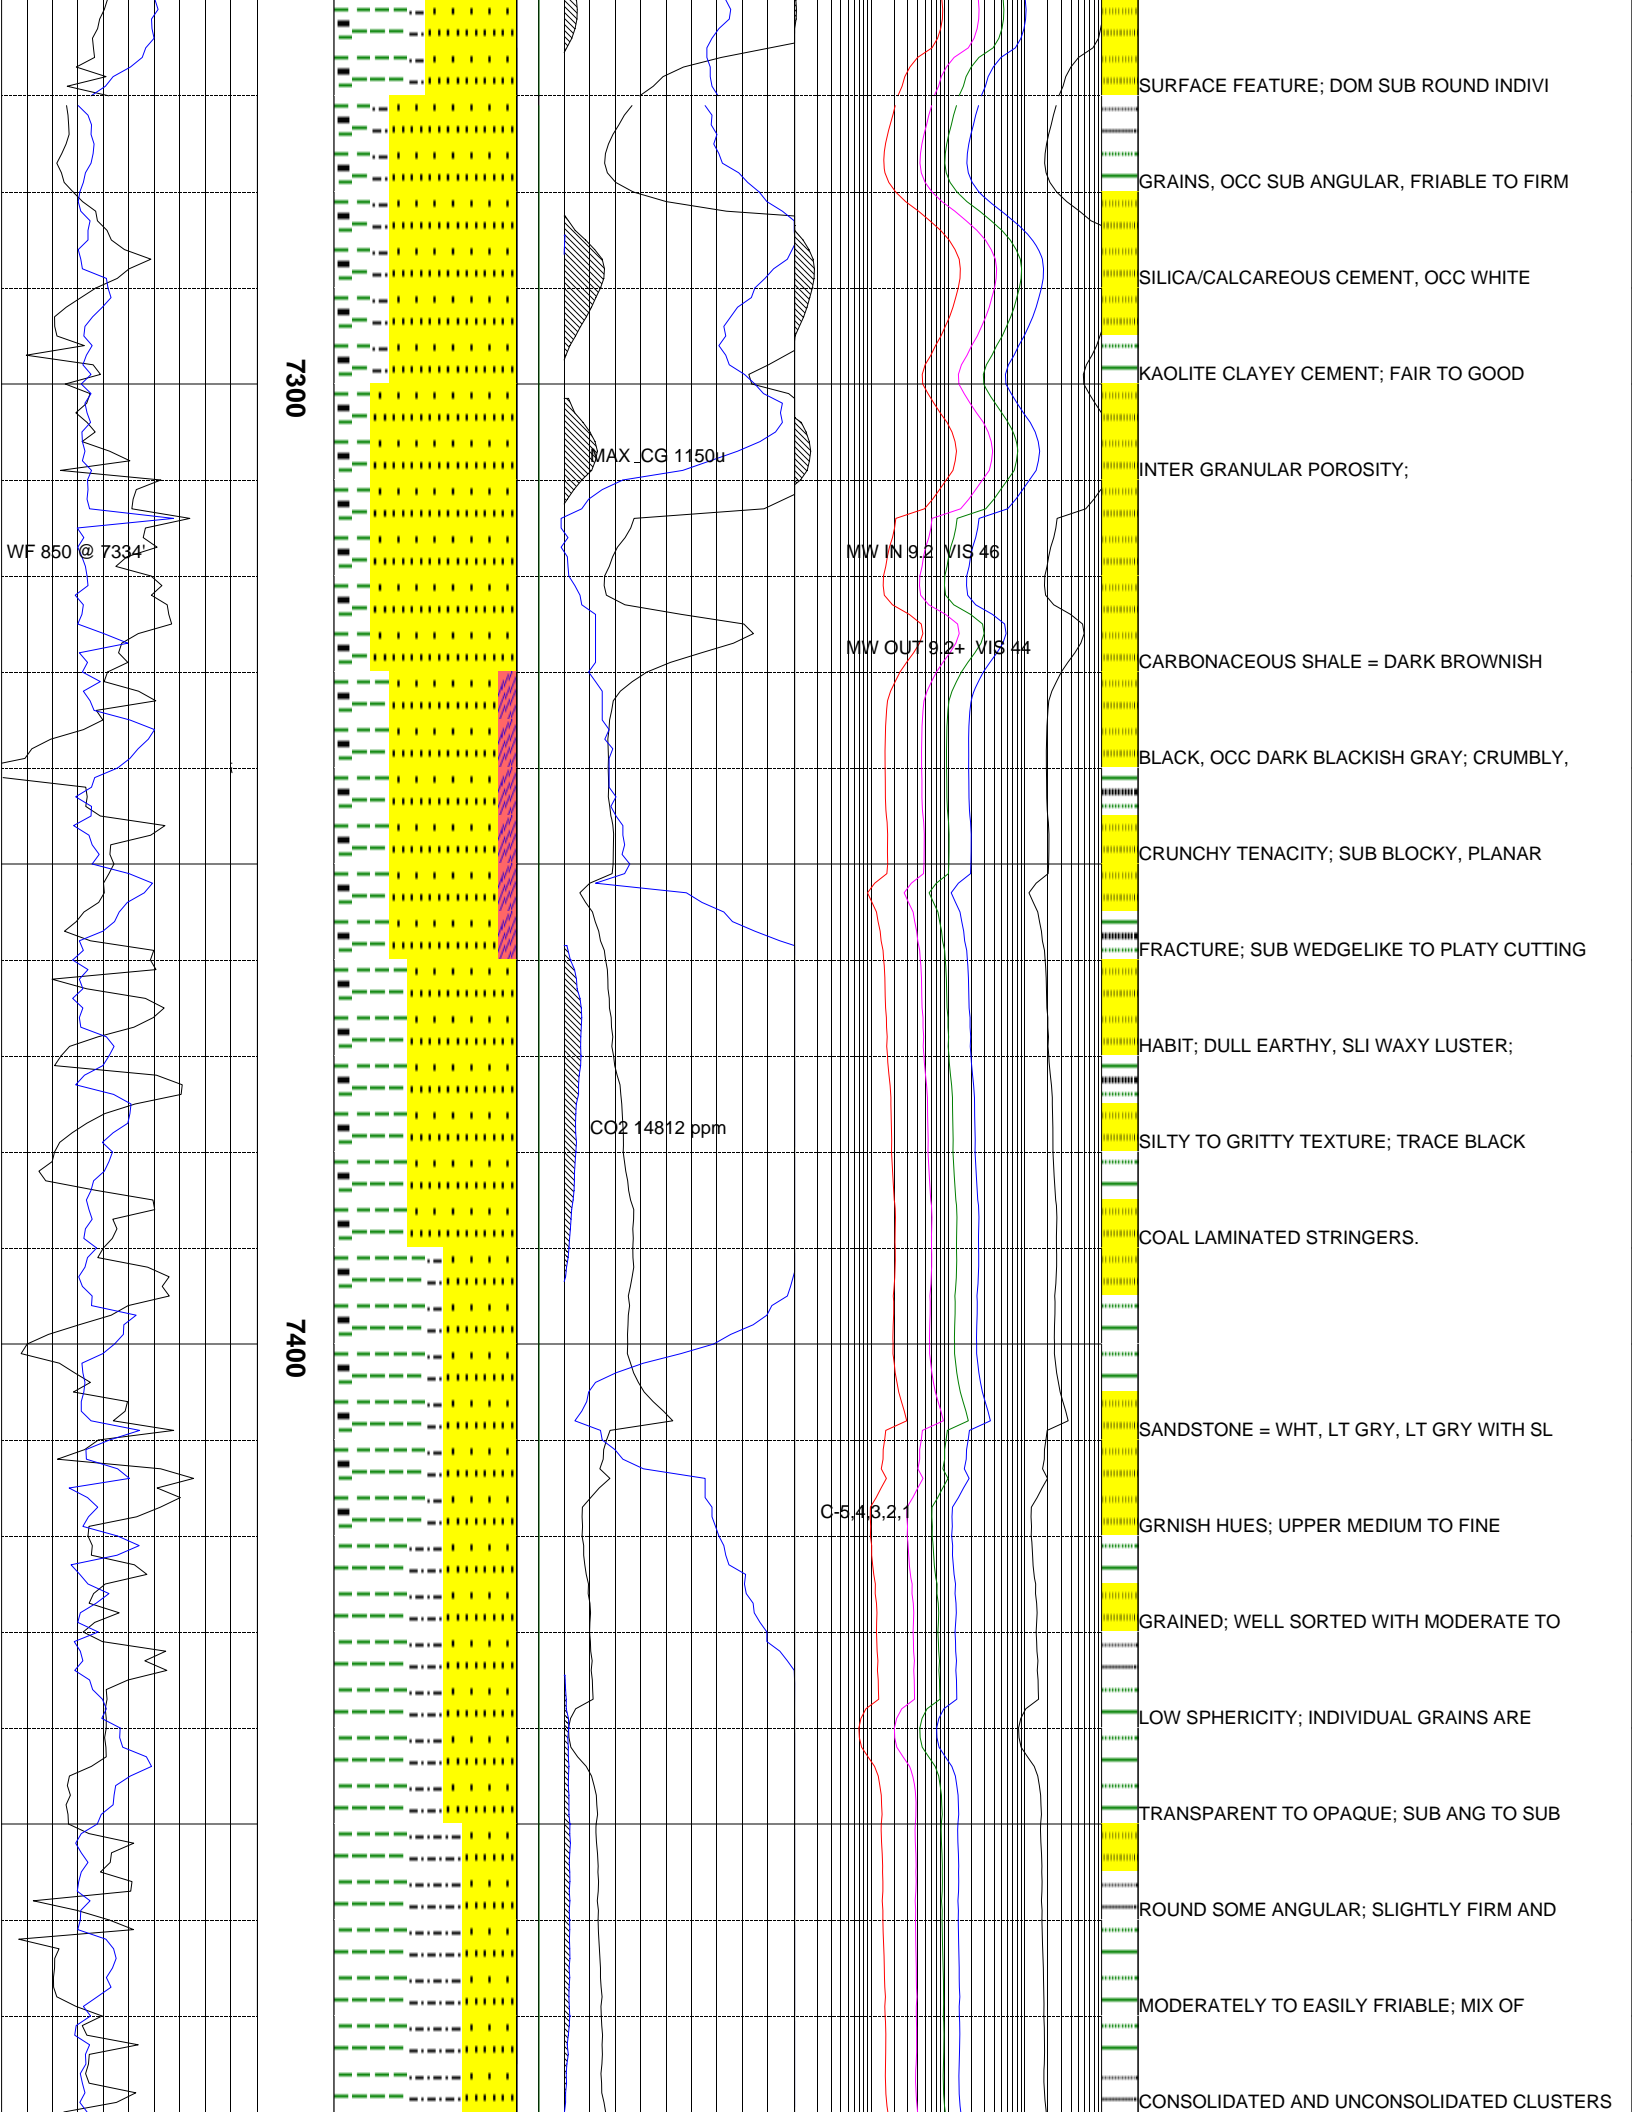 SURFACE FEATURE; DOM SUB ROUND INDIVI
GRAINS, OCC SUB ANGULAR, FRIABLE TO FIRM
SILICA/CALCAREOUS CEMENT, OCC WHITE
KAOLITE CLAYEY CEMENT; FAIR TO GOOD
7300
MAX_CG 1150u
INTER GRANULAR POROSITY;
WF 850 @ 7334'
MW IN 9.2 VIS 46
MW OUT 9.2+ VIS 44
CARBONACEOUS SHALE = DARK BROWNISH
BLACK, OCC DARK BLACKISH GRAY; CRUMBLY,
CRUNCHY TENACITY; SUB BLOCKY, PLANAR
FRACTURE; SUB WEDGELIKE TO PLATY CUTTING
HABIT; DULL EARTHY, SLI WAXY LUSTER;
CO2 14812 ppm
SILTY TO GRITTY TEXTURE; TRACE BLACK
COAL LAMINATED STRINGERS.
7400
SANDSTONE = WHT, LT GRY, LT GRY WITH SL
C-5,4,3,2,1
GRNISH HUES; UPPER MEDIUM TO FINE
GRAINED; WELL SORTED WITH MODERATE TO
LOW SPHERICITY; INDIVIDUAL GRAINS ARE
TRANSPARENT TO OPAQUE; SUB ANG TO SUB
ROUND SOME ANGULAR; SLIGHTLY FIRM AND
MODERATELY TO EASILY FRIABLE; MIX OF
CONSOLIDATED AND UNCONSOLIDATED CLUSTERS